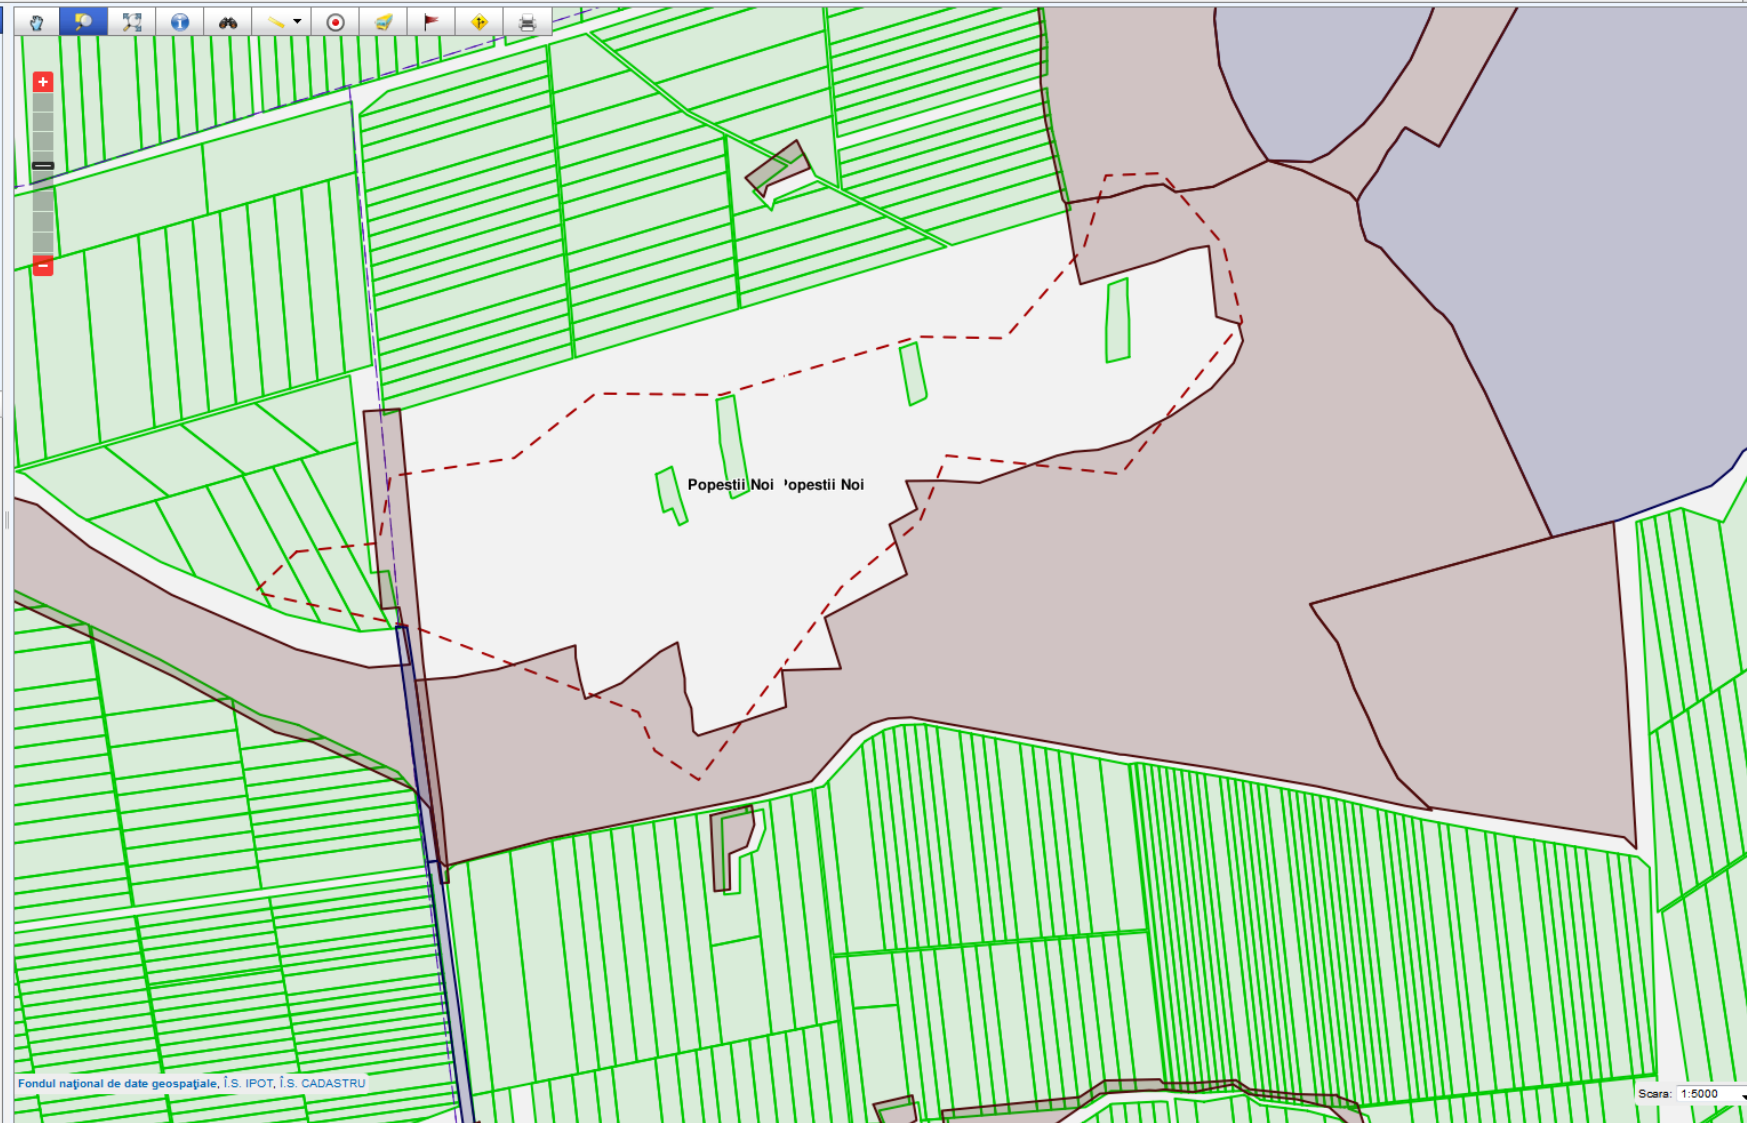 Popestii Noi
opestii Noi
Fondul naţional de date geospaţiale, Î.S. IPOT, Î.S. CADASTRU
Scara: 1:5000